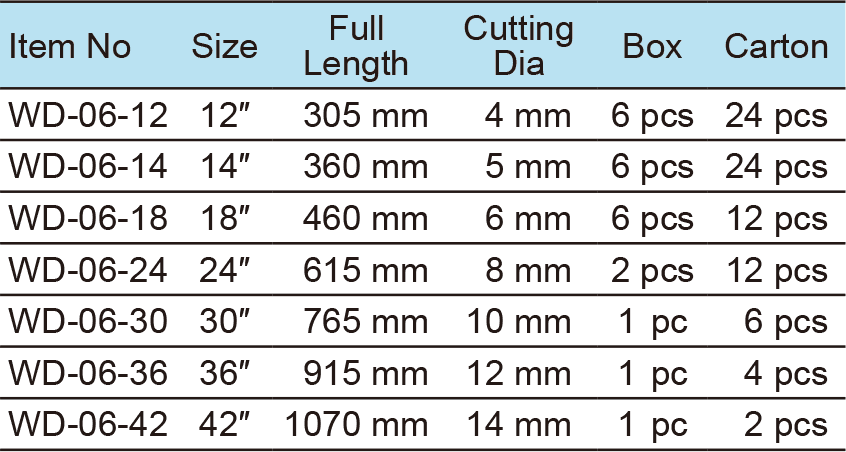 Item No Size Full Length Cutting Dia Box Carton
WD-06-12 12″ 305 mm 4 mm 6 pcs 24 pcs
WD-06-14 14″ 360 mm 5 mm 6 pcs 24 pcs
WD-06-18 18″ 460 mm 6 mm 6 pcs 12 pcs
WD-06-24 24″ 615 mm 8 mm 2 pcs 12 pcs
WD-06-30 30″ 765 mm 10 mm 1 pc 6 pcs
WD-06-36 36″ 915 mm 12 mm 1 pc 4 pcs
WD-06-42 42″ 1070 mm 14 mm 1 pc 2 pcs